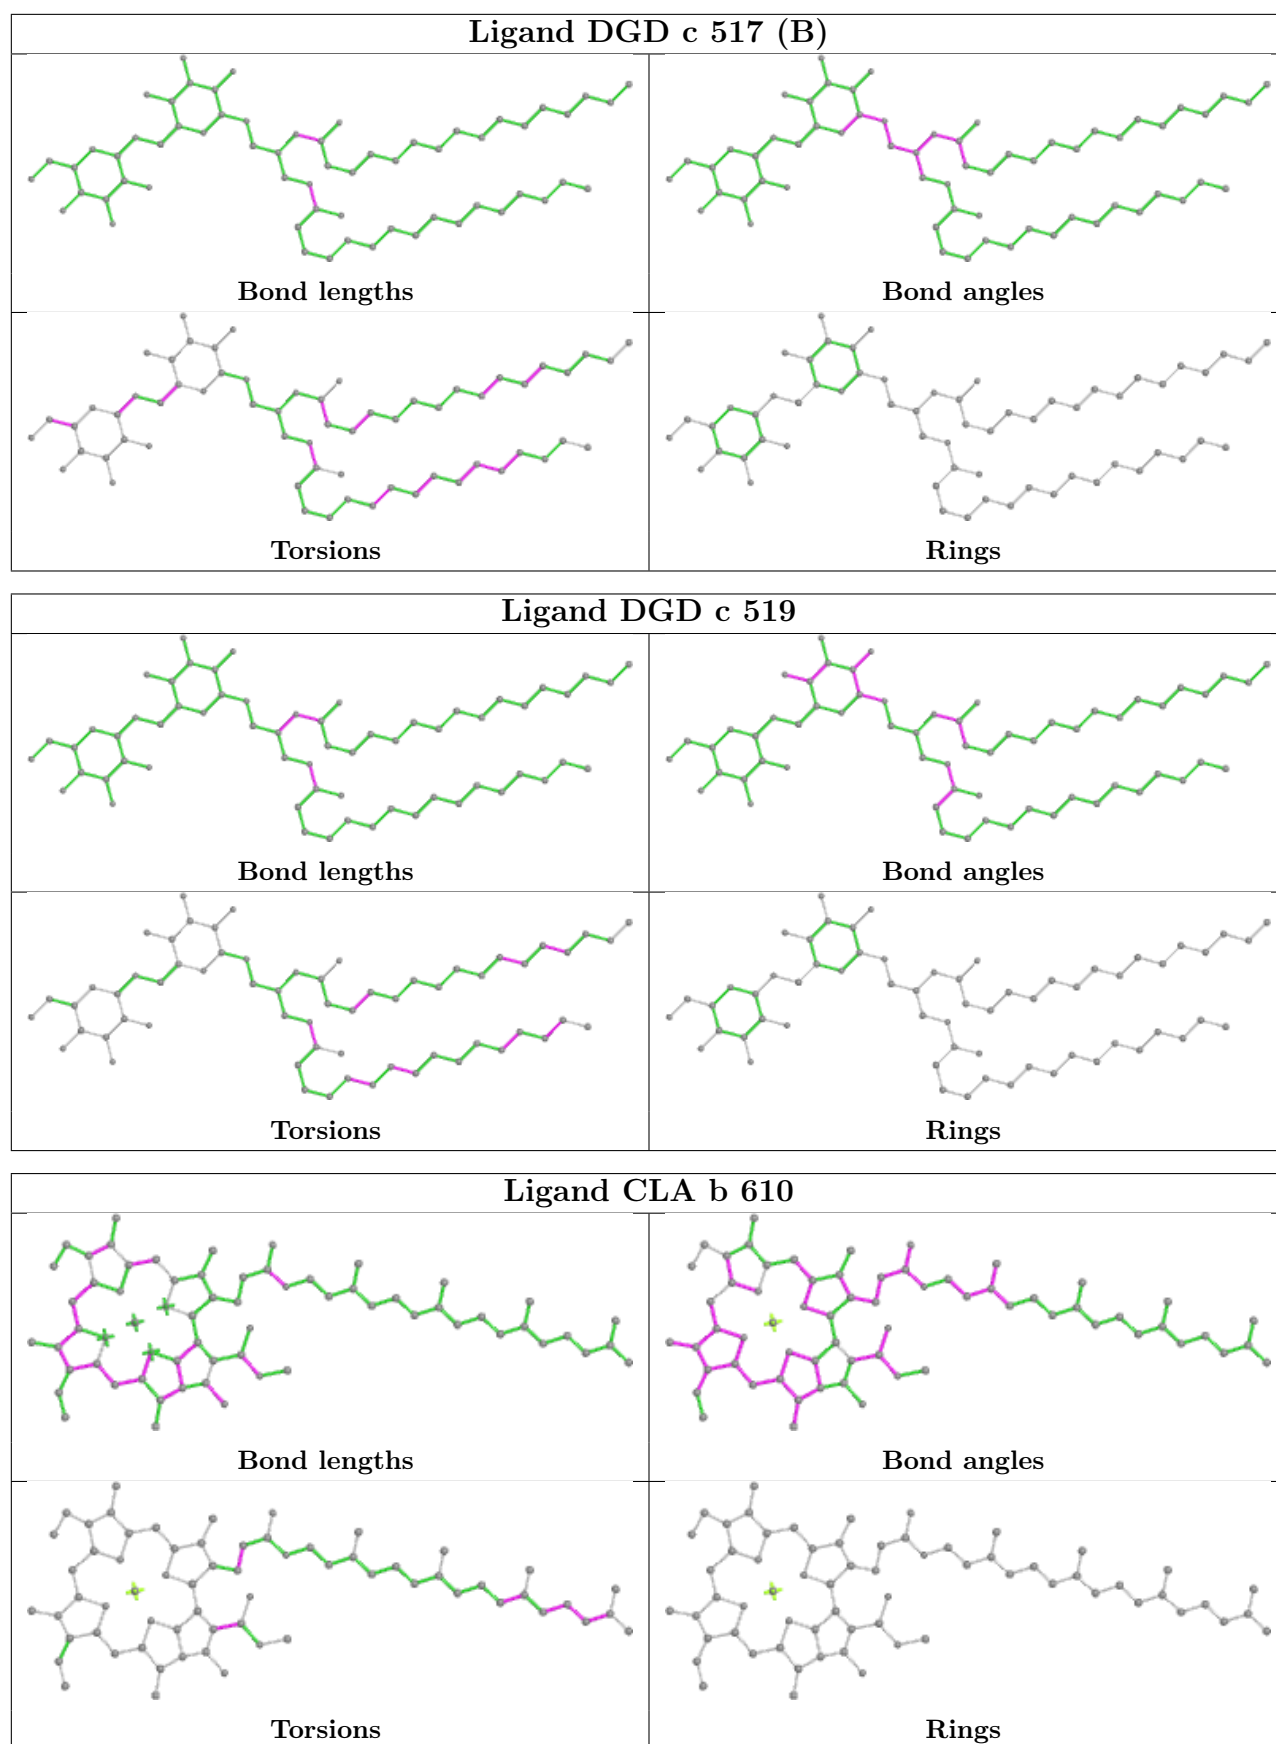 Ligand DGD c 517 (B)
Bond lengths
Bond angles
Torsions
Rings
Ligand DGD c 519
Bond lengths
Bond angles
Torsions
Rings
Ligand CLA b 610
Bond lengths
Bond angles
Torsions
Rings